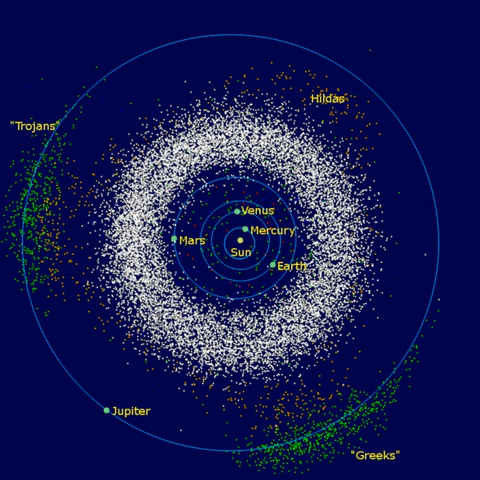 Hildas
"Trojans"
Venus
Mercury
Mars
Sun
Earth
Jupiter
"Greeks"